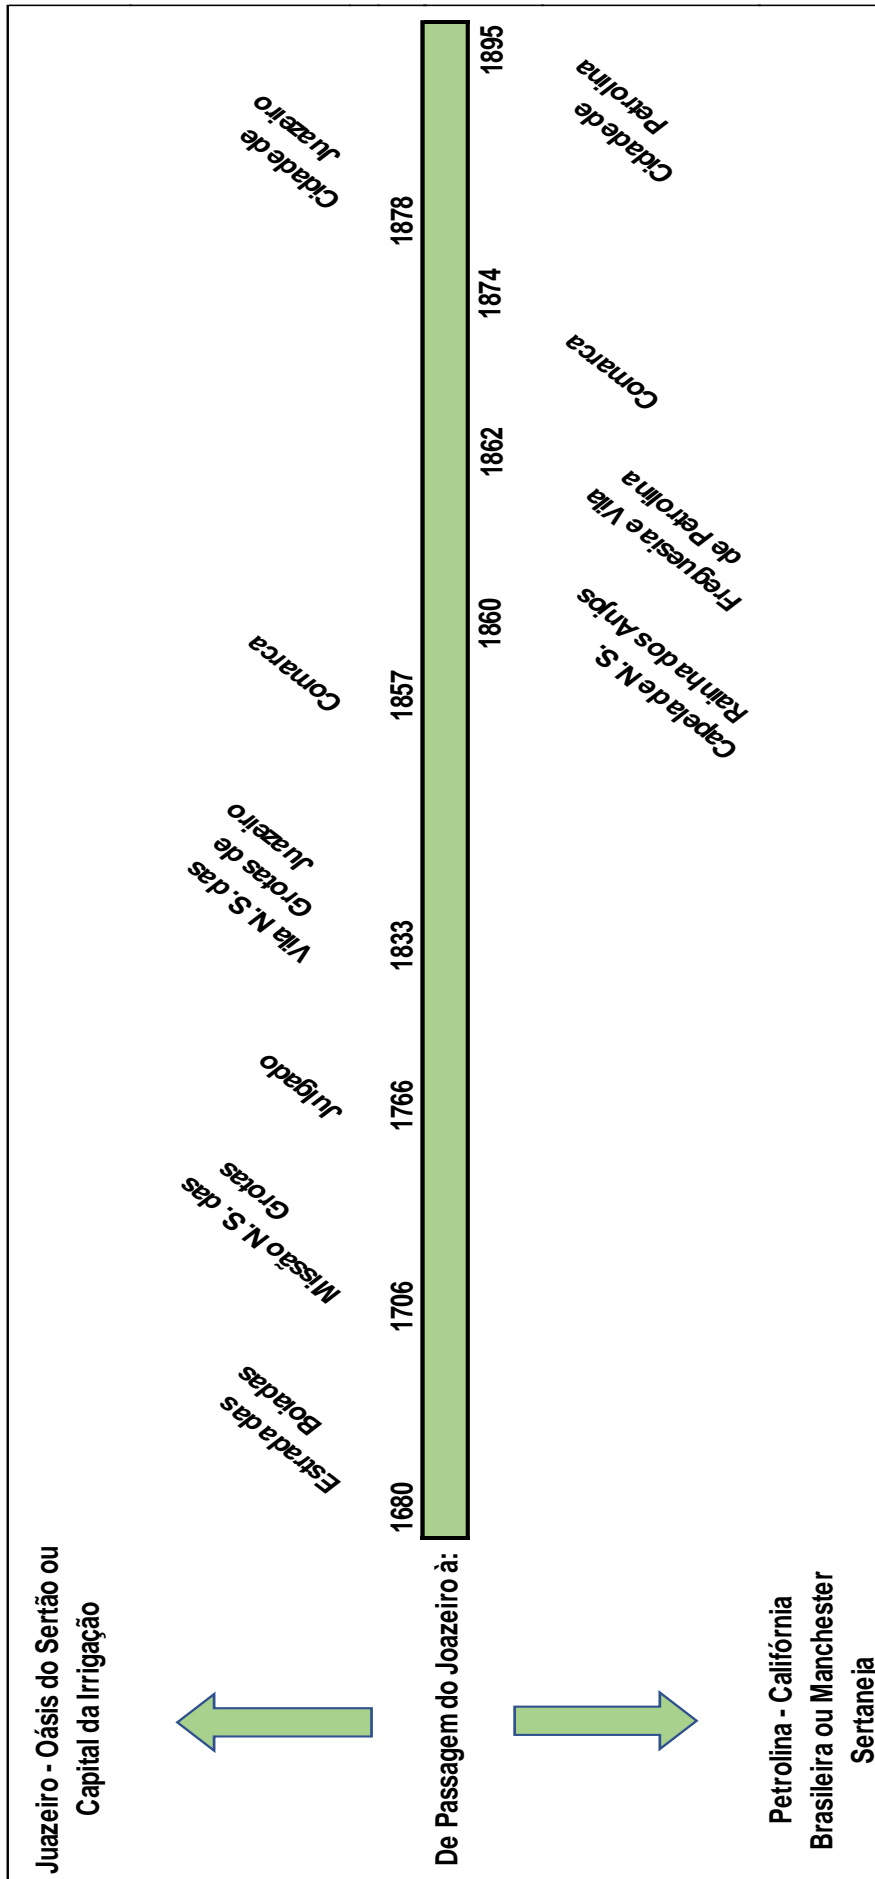 Juazeiro - Oásis do Sertão ou
Capital da Irrigação
Estrada das
Boiadas
Missão N. S. das
Grotas
Julgado
Vila N. S. das
Grotas de
Juazeiro
Comarca
Cidade de
Juazeiro
1680
1706
1766
1833
1857
1878
De Passagem do Joazeiro à:
1860
1862
1874
1895
Capela de N. S.
Rainha dos Anjos
Freguesia e Vila
de Petrolina
Comarca
Cidade de
Petrolina
Petrolina - Califórnia
Brasileira ou Manchester
Sertaneja